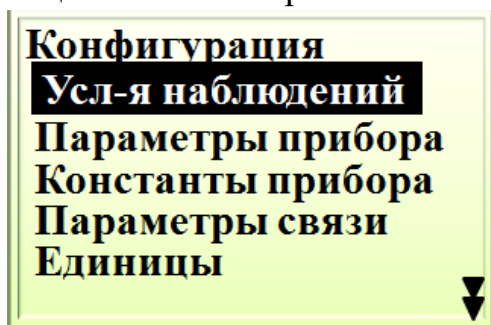 Конфигурация
Усл-я наблюдений
Параметры прибора
Константы прибора
Параметры связи
Единицы